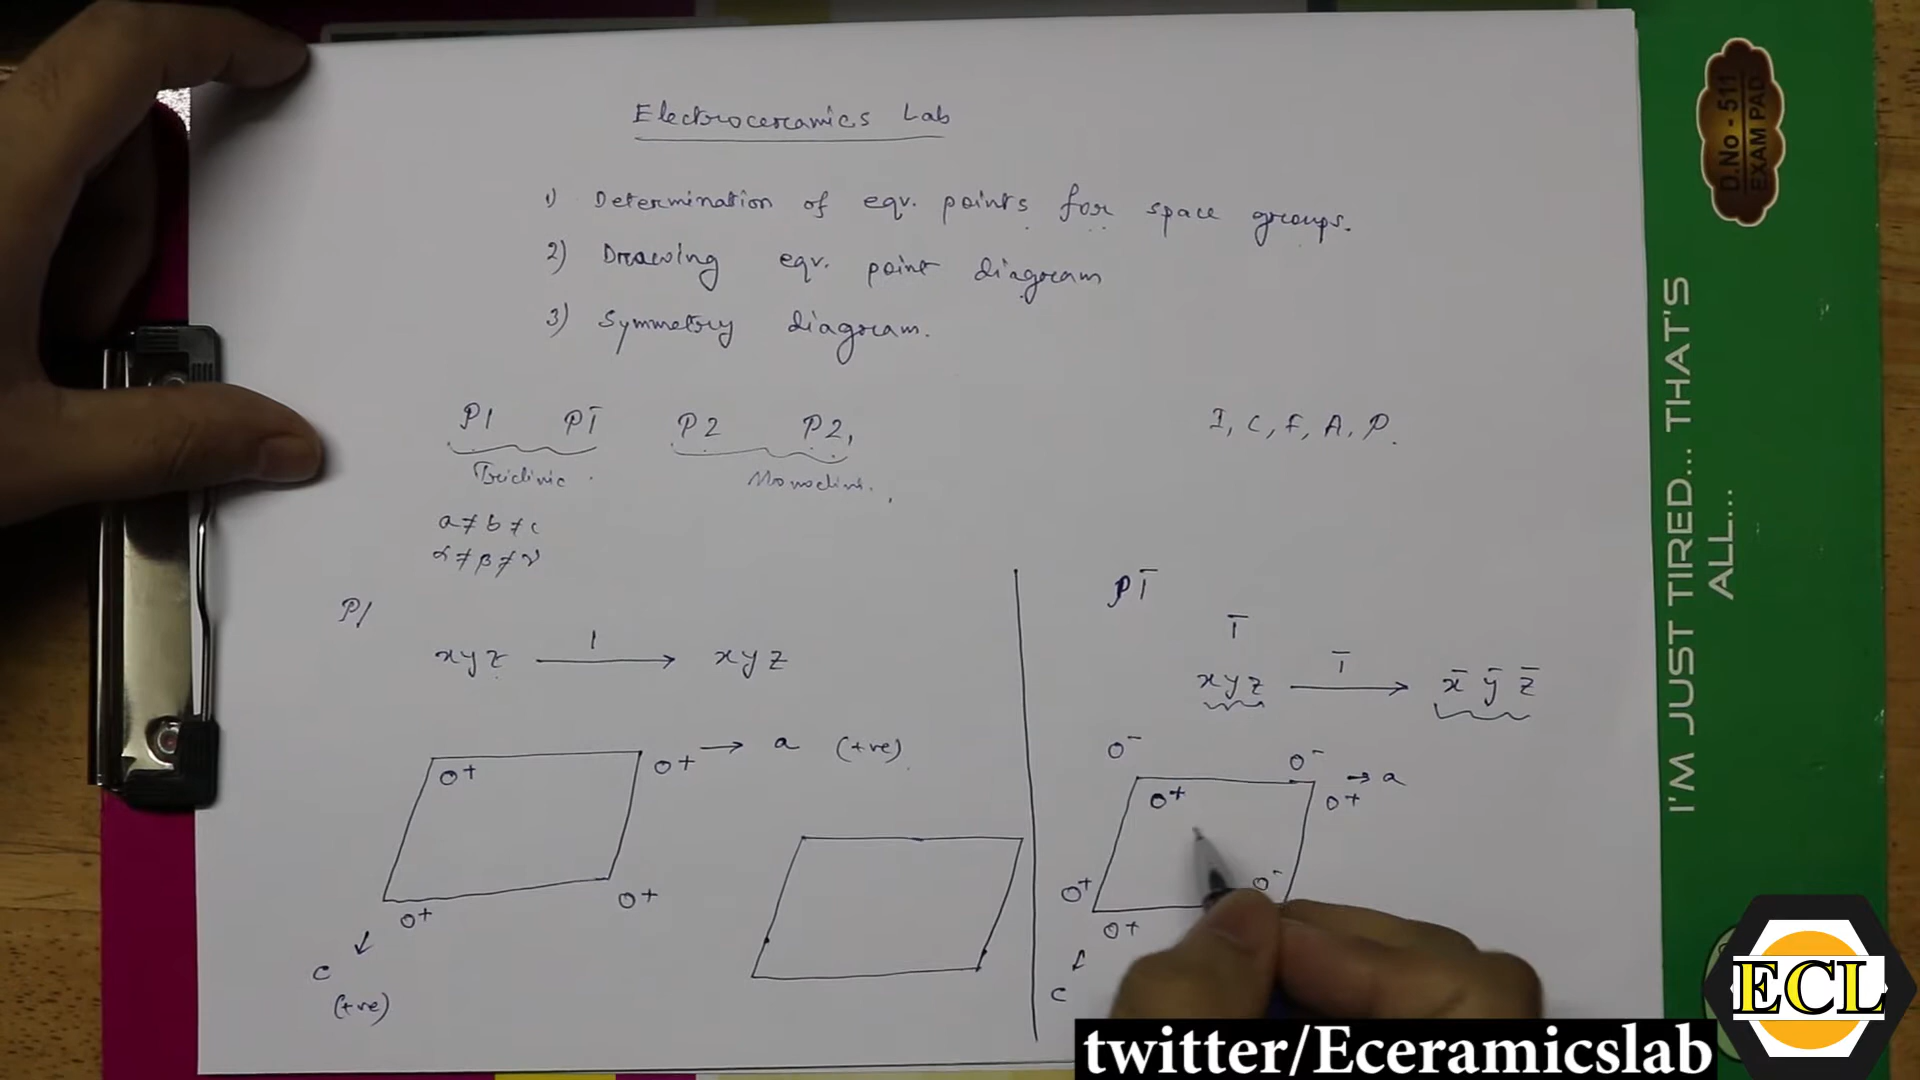 Electroceramics Lab
1) Determination of eqv. points for space groups.
2) Drawing eqv. point diagram
3) Symmetry diagram.
P1 P1̅ P2 P2₁
I, C, F, A, P.
Triclinic.
a ≠ b ≠ c
α ≠ β ≠ γ
P1
xyz 1 → xyz
O+ O+ → a (+ve)
O+ O+
↙
c
(+ve)
P1̅
1̅
xyz 1̅ → x̅ y̅ z̅
O- O-
O+ → a
O+
O+ O-
O+
c
D.No - 511
EXAM PAD
I'M JUST TIRED... THAT'S
ALL...
ECL
twitter/Eceramicslab